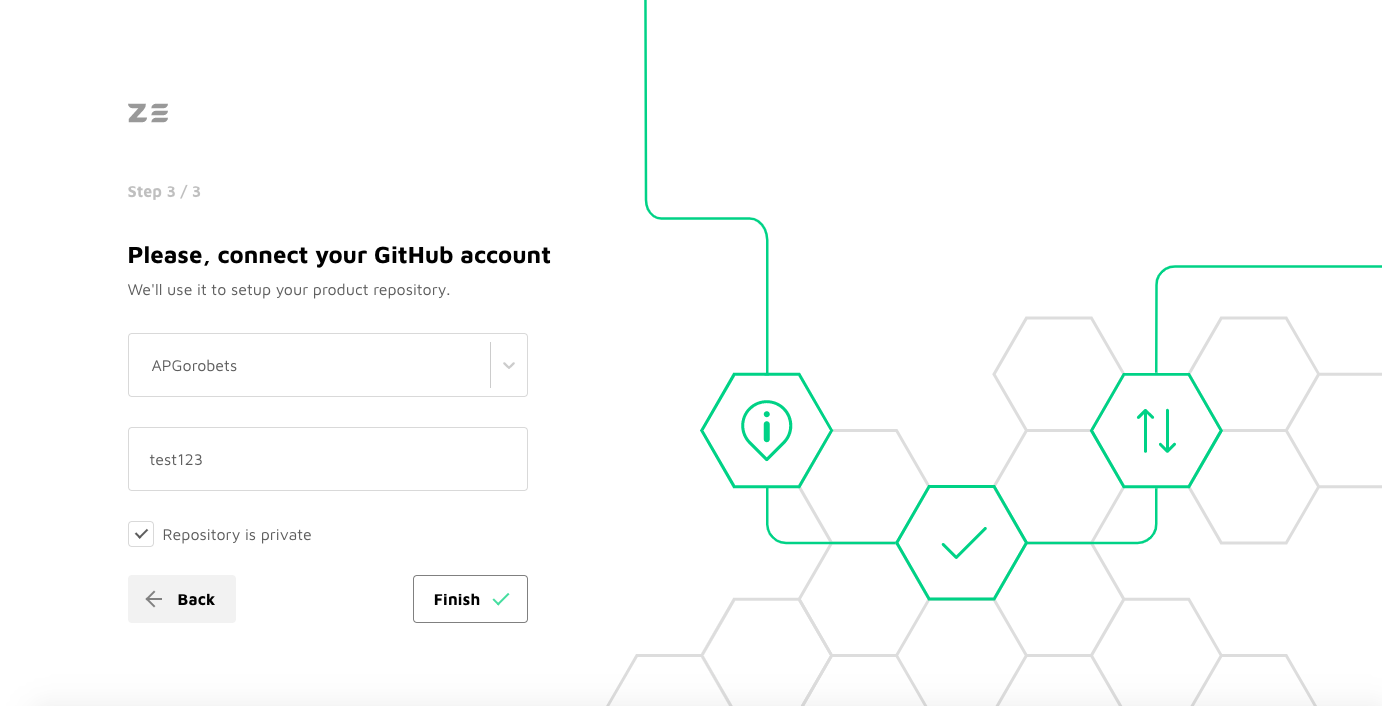 ZE
Step 3 / 3
Please, connect your GitHub account
We'll use it to setup your product repository.
APGorobets
test123
Repository is private
Back
Finish